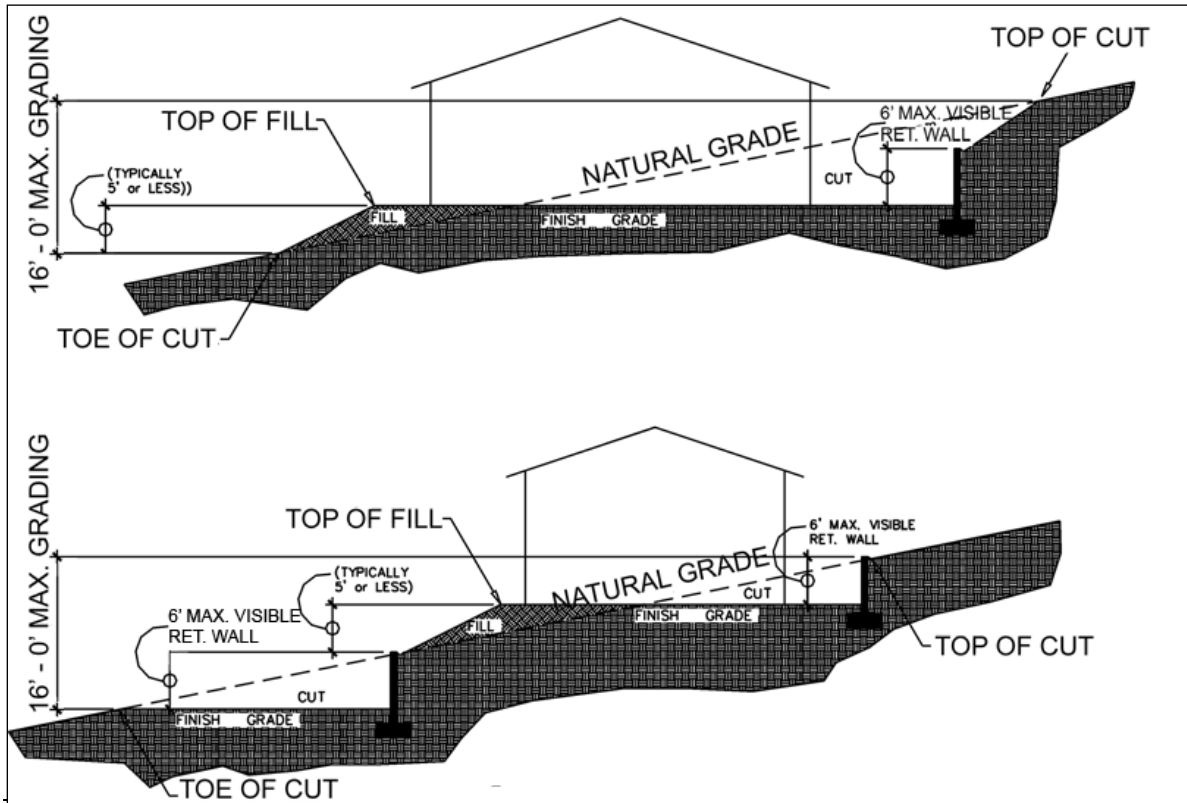 TOP OF CUT
16' - 0' MAX. GRADING
TOP OF FILL
6' MAX. VISIBLE
RET. WALL
(TYPICALLY
5' or LESS))
NATURAL GRADE
CUT
FILL
FINISH GRADE
TOE OF CUT
16' - 0' MAX. GRADING
TOP OF FILL
6' MAX. VISIBLE
RET. WALL
(TYPICALLY
5' or LESS)
NATURAL GRADE
CUT
6' MAX. VISIBLE
RET. WALL
FINISH GRADE
FILL
TOP OF CUT
CUT
FINISH GRADE
TOE OF CUT